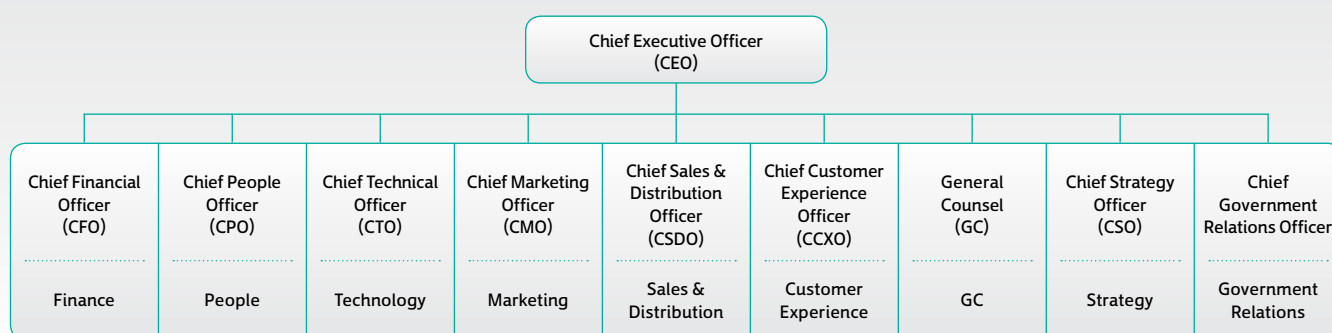 Chief Executive Officer
(CEO)
Chief Financial
Officer
(CFO)
Finance
Chief People
Officer
(CPO)
People
Chief Technical
Officer
(CTO)
Technology
Chief Marketing
Officer
(CMO)
Marketing
Chief Sales &
Distribution
Officer
(CSDO)
Sales &
Distribution
Chief Customer
Experience
Officer
(CCXO)
Customer
Experience
General
Counsel
(GC)
GC
Chief Strategy
Officer
(CSO)
Strategy
Chief
Government
Relations Officer
Government
Relations